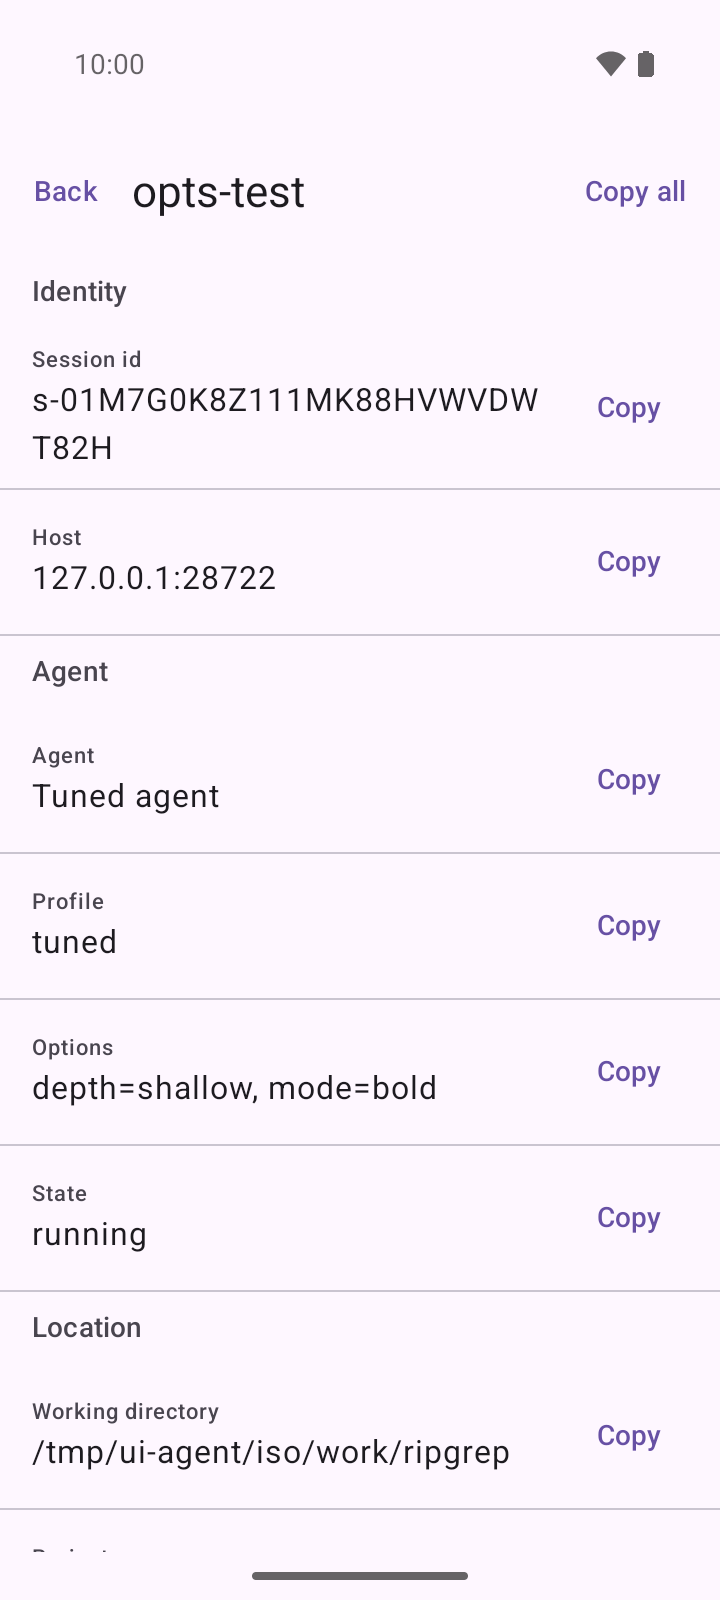 10:00
Back opts-test Copy all
Identity
Session id
s-01M7G0K8Z111MK88HVWVDW
T82H
Copy
Host
127.0.0.1:28722
Copy
Agent
Agent
Tuned agent
Copy
Profile
tuned
Copy
Options
depth=shallow, mode=bold
Copy
State
running
Copy
Location
Working directory
/tmp/ui-agent/iso/work/ripgrep
Copy